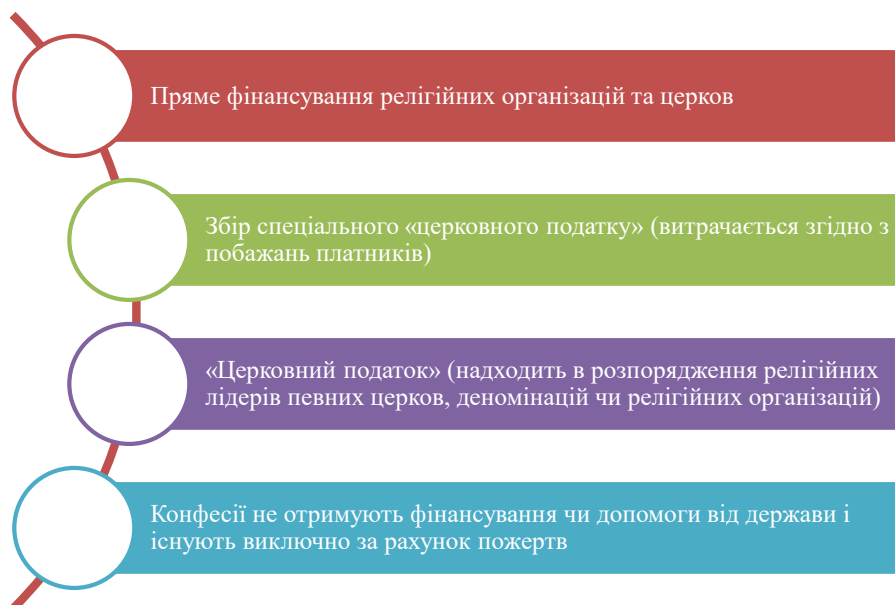 Пряме фінансування релігійних організацій та церков
Збір спеціального «церковного податку» (витрачається згідно з
побажань платників)
«Церковний податок» (надходить в розпорядження релігійних
лідерів певних церков, деномінацій чи релігійних організацій)
Конфесії не отримують фінансування чи допомоги від держави і
існують виключно за рахунок пожертв